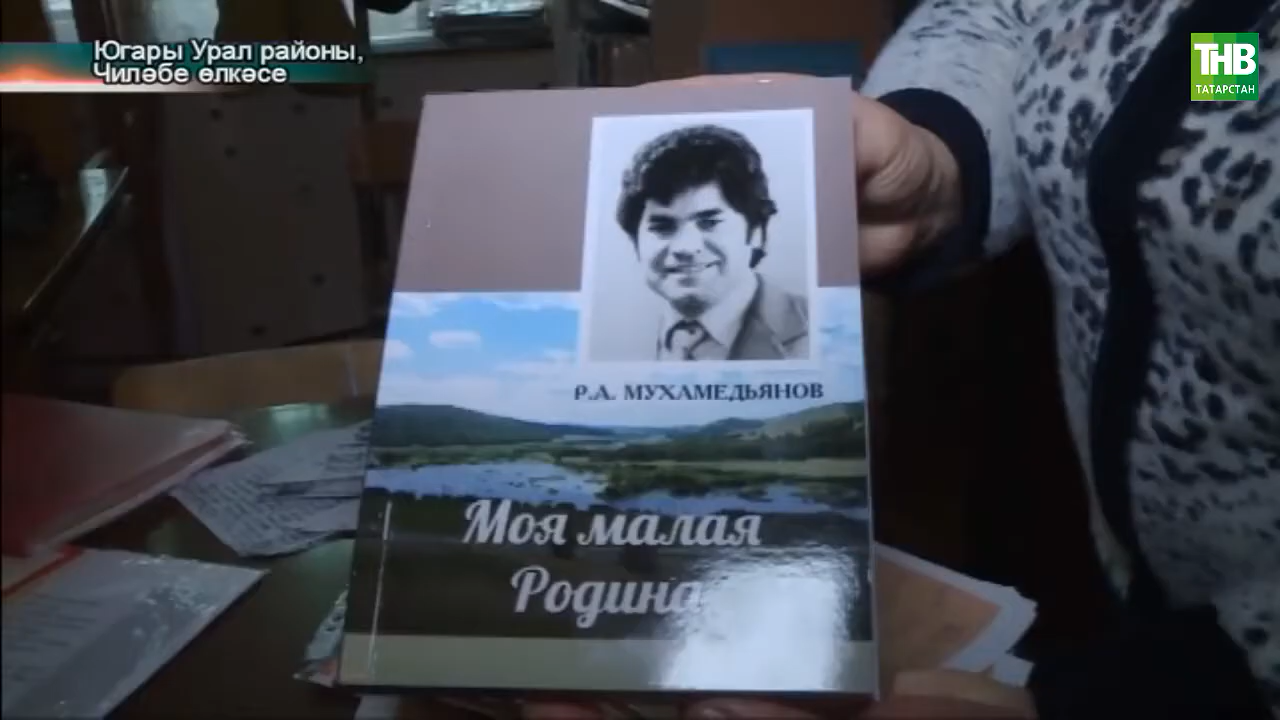 Югары Урал районы,
Чиләбе өлкәсе
ТНВ
ТАТАРСТАН
Р.А. МУХАМЕДЬЯНОВ
Моя малая
Родина